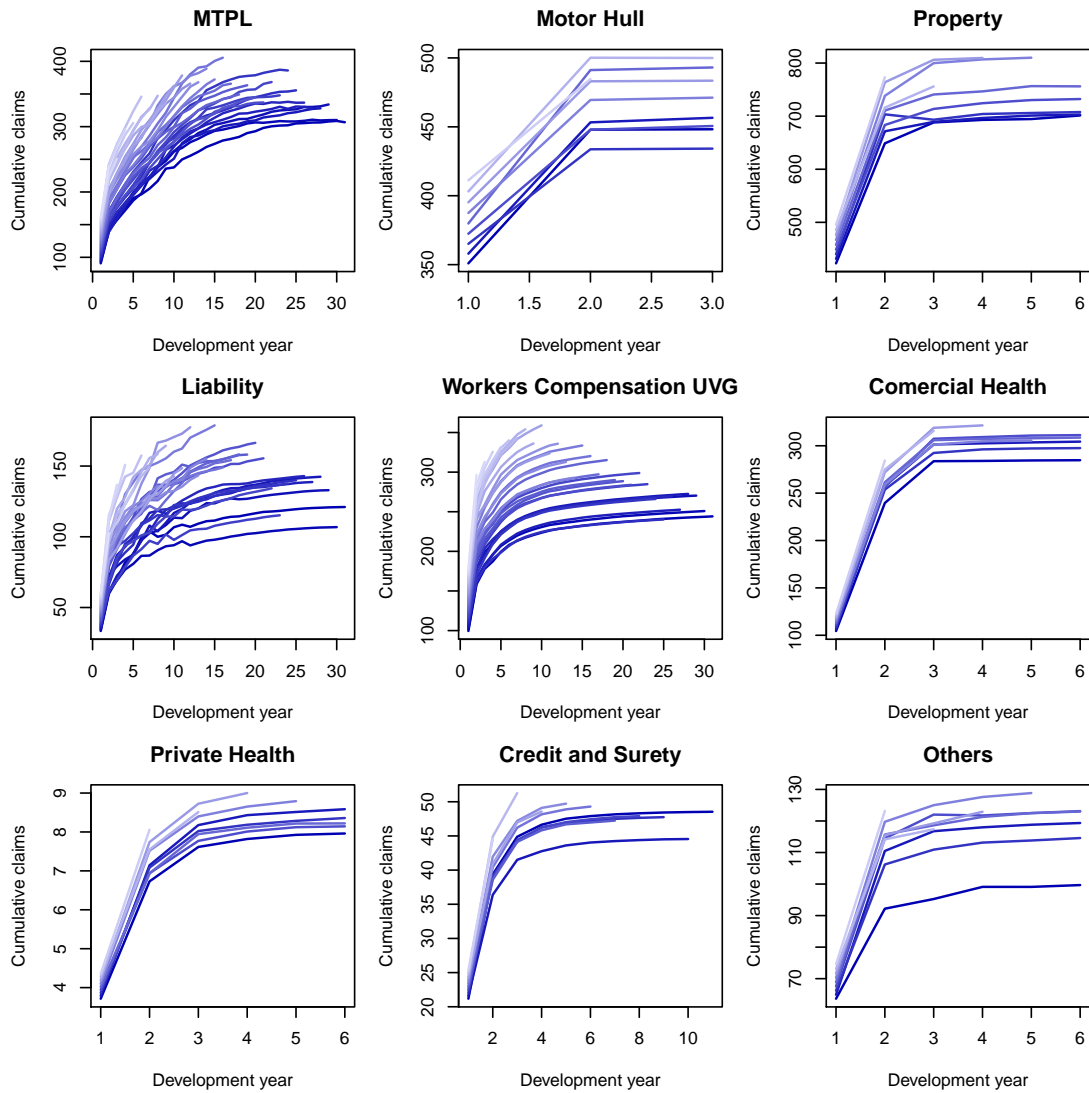 MTPL
Cumulative claims
100 200 300 400
0 5 10 15 20 25 30
Development year
Motor Hull
Cumulative claims
350 400 450 500
1.0 1.5 2.0 2.5 3.0
Development year
Property
Cumulative claims
500 600 700 800
1 2 3 4 5 6
Development year
Liability
Cumulative claims
50 100 150
0 5 10 15 20 25 30
Development year
Workers Compensation UVG
Cumulative claims
100 200 300
0 5 10 15 20 25 30
Development year
Comercial Health
Cumulative claims
100 150 200 250 300
1 2 3 4 5 6
Development year
Private Health
Cumulative claims
4 5 6 7 8 9
1 2 3 4 5 6
Development year
Credit and Surety
Cumulative claims
20 25 30 35 40 45 50
2 4 6 8 10
Development year
Others
Cumulative claims
70 90 110 130
1 2 3 4 5 6
Development year